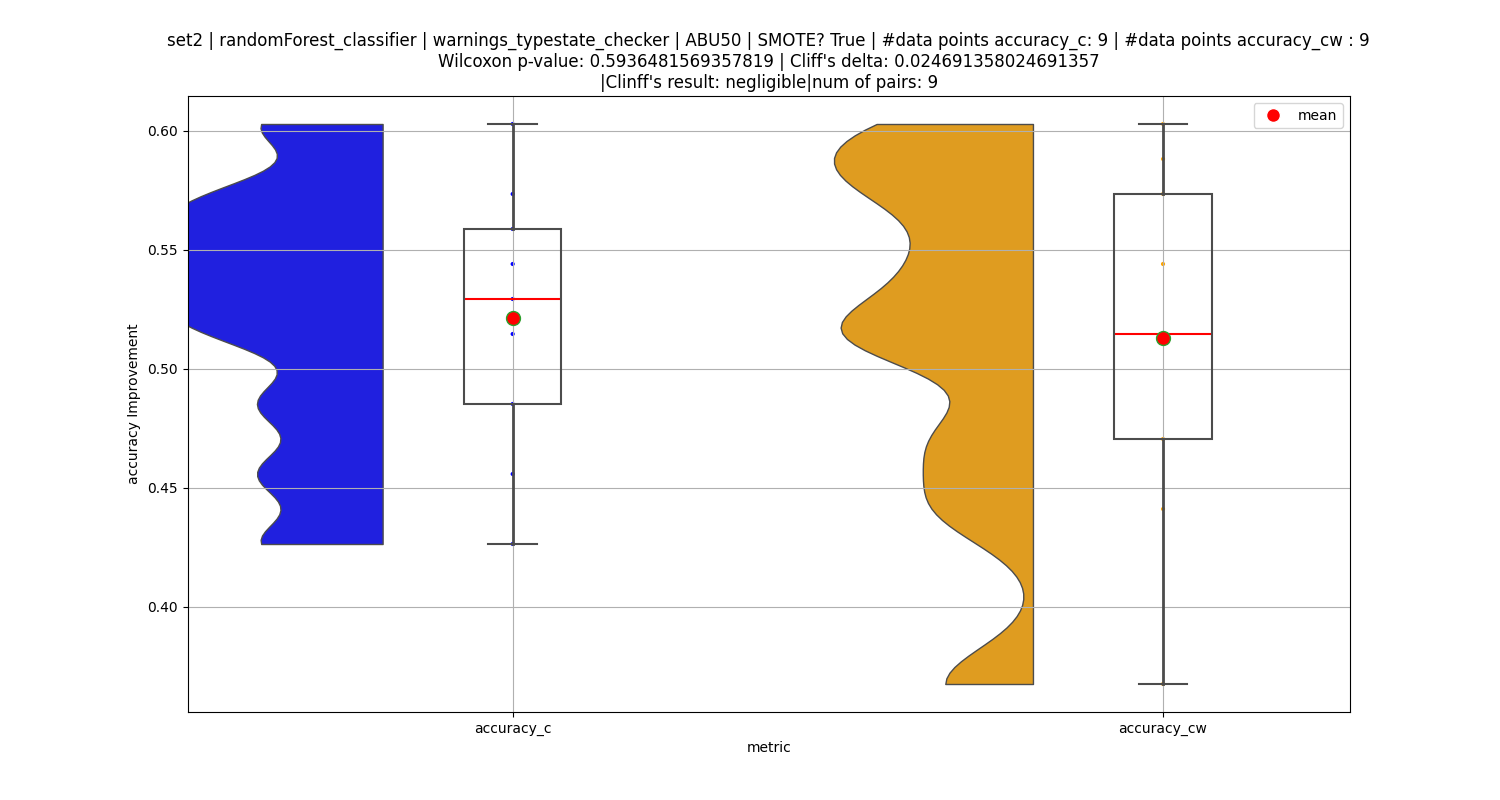 set2 | randomForest_classifier | warnings_typestate_checker | ABU50 | SMOTE? True | #data points accuracy_c: 9 | #data points accuracy_cw : 9
Wilcoxon p-value: 0.5936481569357819 | Cliff's delta: 0.024691358024691357
|Clinff's result: negligible|num of pairs: 9
mean
0.60
0.55
0.50
0.45
0.40
accuracy Improvement
accuracy_c
accuracy_cw
metric